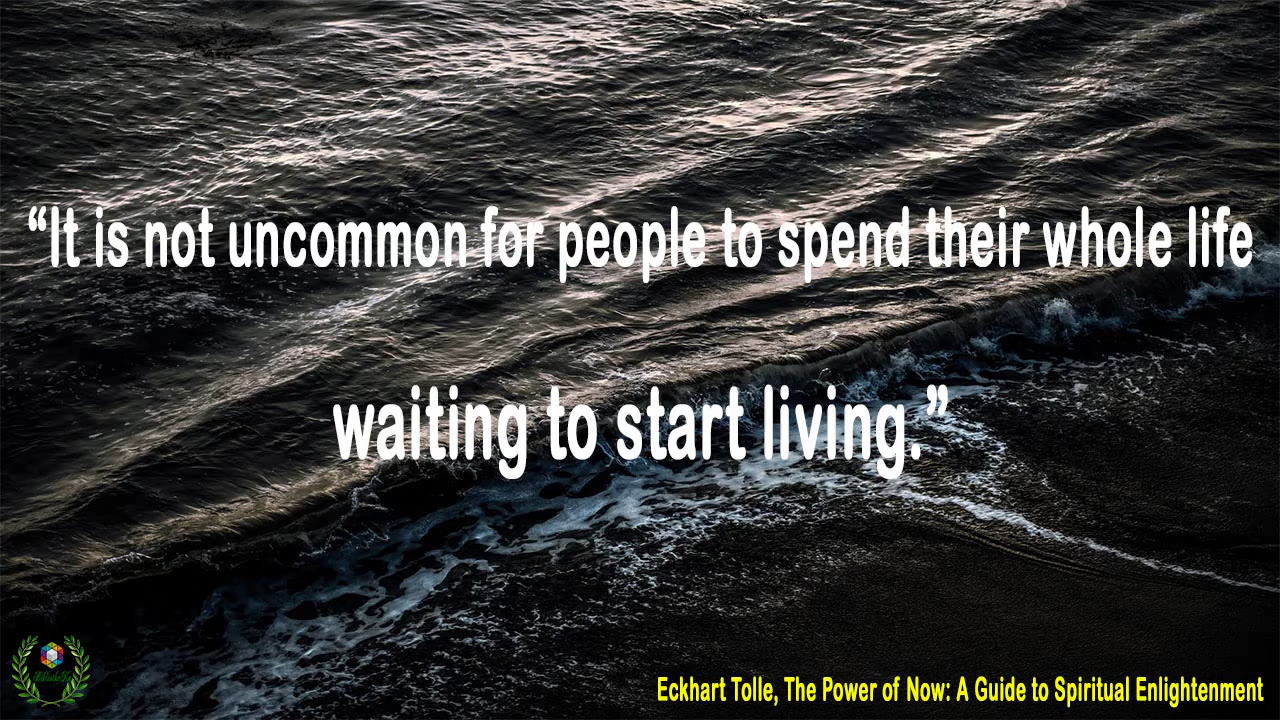 “It is not uncommon for people to spend their whole life
waiting to start living.”
Eckhart Tolle, The Power of Now: A Guide to Spiritual Enlightenment